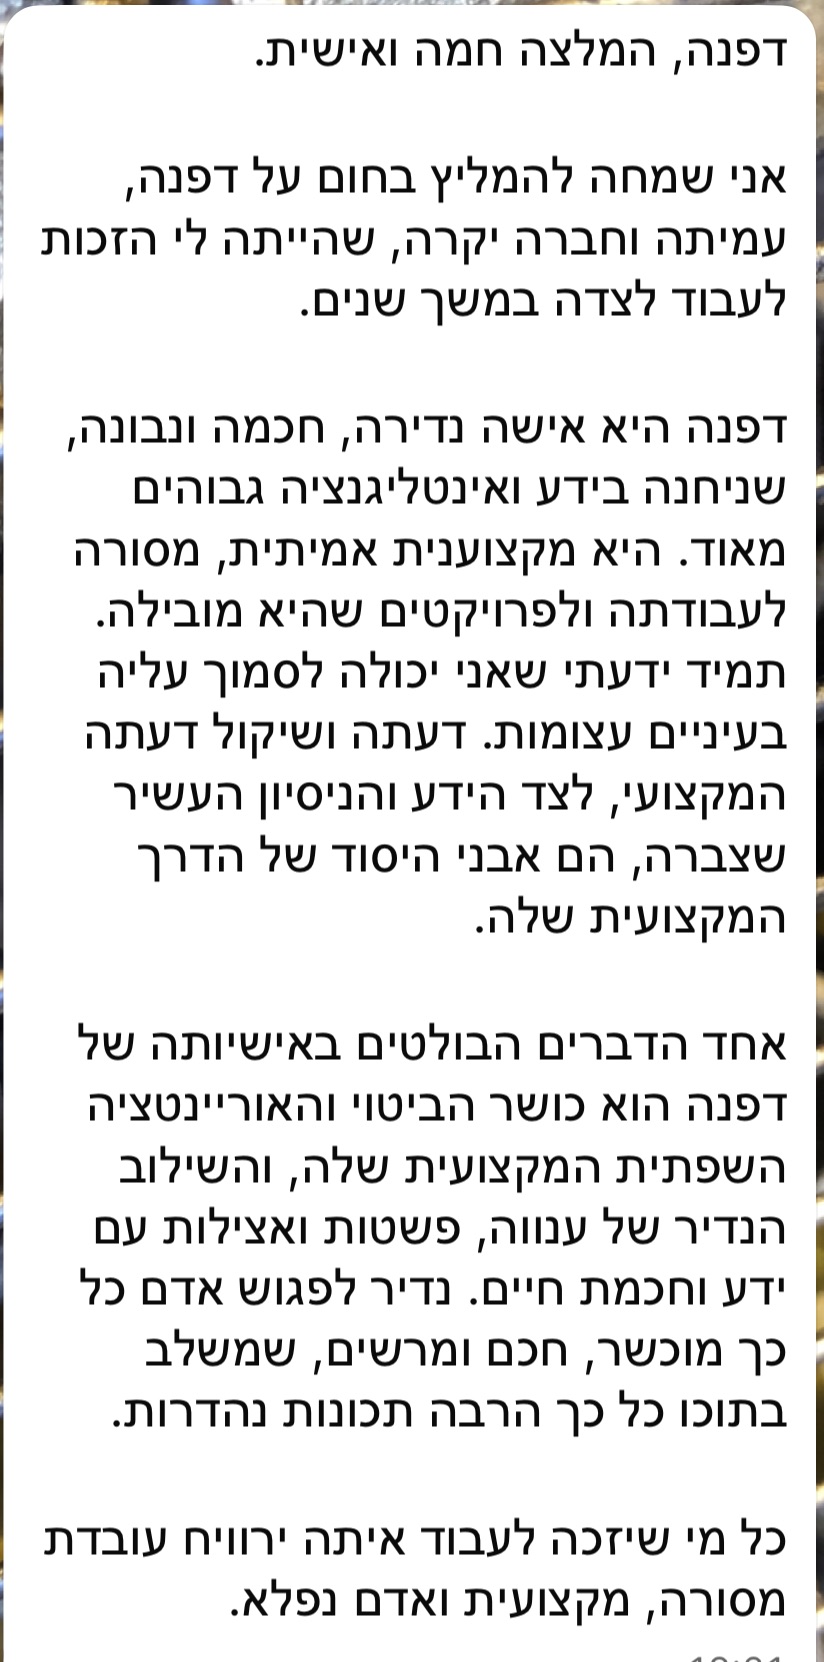 דפנה, המלצה חמה ואישית.
אני שמחה להמליץ בחום על דפנה,
עמיתה וחברה יקרה, שהייתה לי הזכות
לעבוד לצדה במשך שנים.
דפנה היא אישה נדירה, חכמה ונבונה,
שניחנה בידע ואינטליגנציה גבוהים
מאוד. היא מקצוענית אמיתית, מסורה
לעבודתה ולפרויקטים שהיא מובילה.
תמיד ידעתי שאני יכולה לסמוך עליה
בעיניים עצומות. דעתה ושיקול דעתה
המקצועי, לצד הידע והניסיון העשיר
שצברה, הם אבני היסוד של הדרך
המקצועית שלה.
אחד הדברים הבולטים באישיותה של
דפנה הוא כושר הביטוי והאוריינטציה
השפתית המקצועית שלה, והשילוב
הנדיר של ענווה, פשטות ואצילות עם
ידע וחכמת חיים. נדיר לפגוש אדם כל
כך מוכשר, חכם ומרשים, שמשלב
בתוכו כל כך הרבה תכונות נהדרות.
כל מי שיזכה לעבוד איתה ירוויח עובדת
מסורה, מקצועית ואדם נפלא.